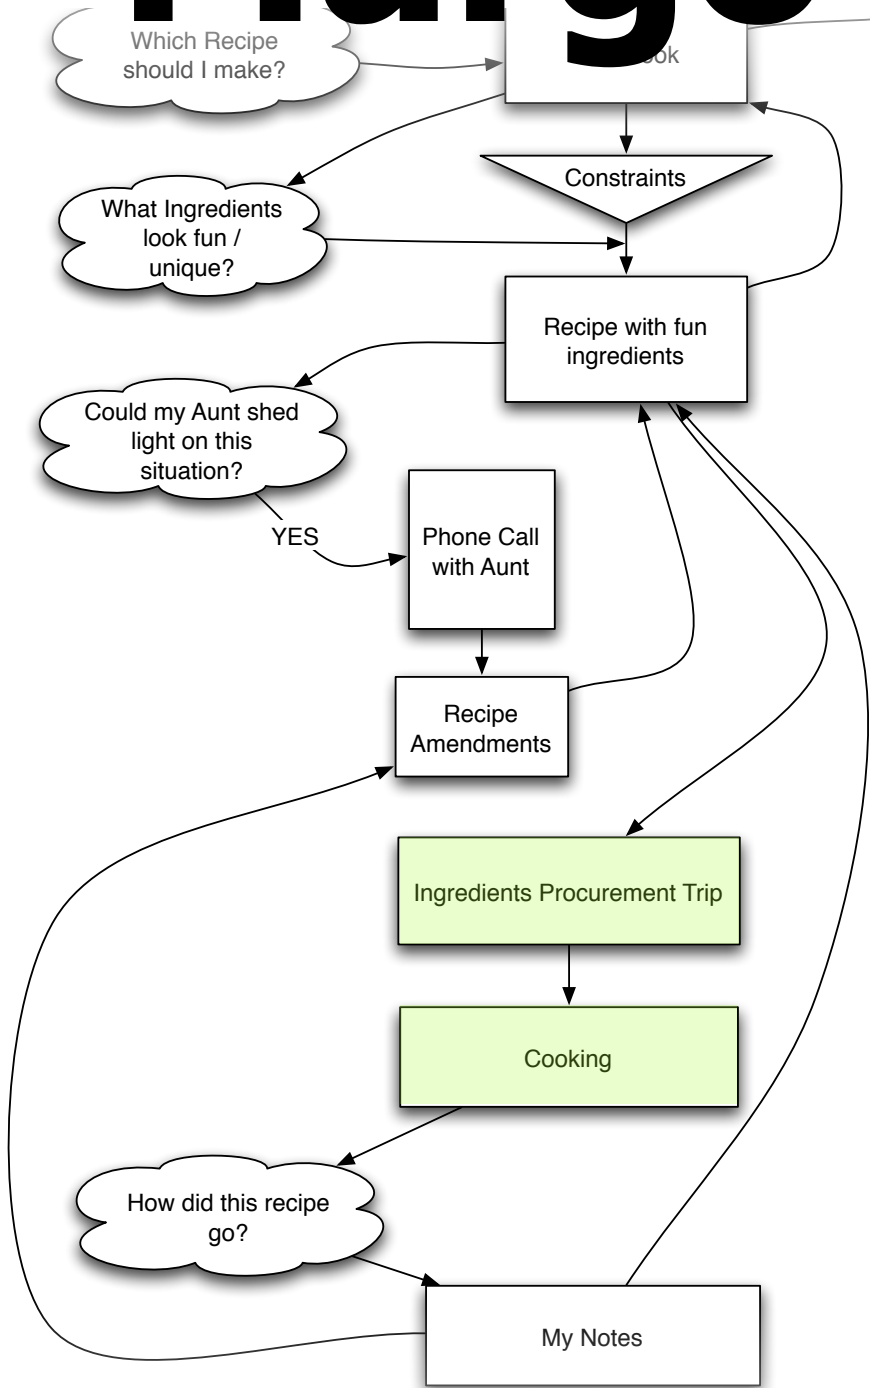 Which Recipe
should I make?
Constraints
What Ingredients
look fun /
unique?
Recipe with fun
ingredients
Could my Aunt shed
light on this
situation?
YES
Phone Call
with Aunt
Recipe
Amendments
Ingredients Procurement Trip
Cooking
How did this recipe
go?
My Notes